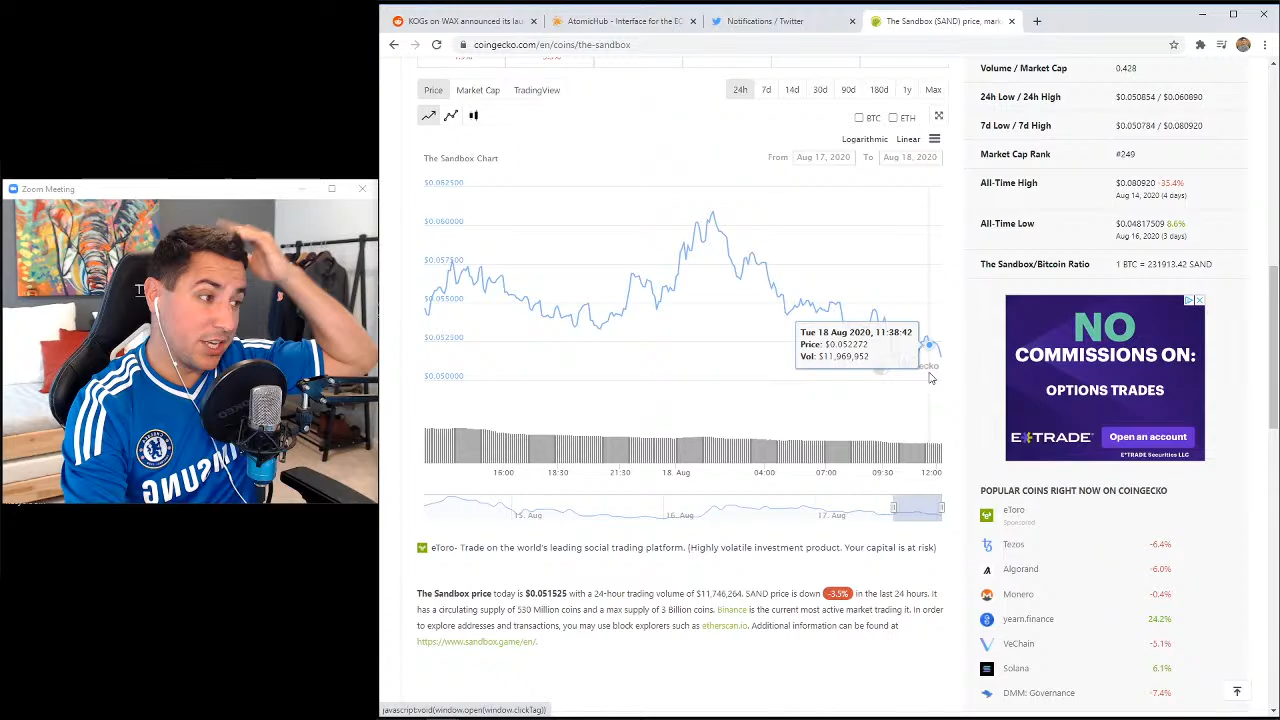 KOGs on WAX announced its lau
AtomicHub - Interface for the EO
Notifications / Twitter
The Sandbox (SAND) price, mark
coingecko.com/en/coins/the-sandbox
Price
Market Cap
TradingView
24h
7d
14d
30d
90d
180d
1y
Max
BTC
ETH
Logarithmic
Linear
The Sandbox Chart
From
Aug 17, 2020
To
Aug 18, 2020
$0.062500
$0.060000
$0.057500
$0.055000
$0.052500
$0.050000
Tue 18 Aug 2020, 11:38:42
Price: $0.052272
Vol: $11,969,952
ecko
16:00
18:30
21:30
18. Aug
04:00
07:00
09:30
12:00
15. Aug
16. Aug
17. Aug
eToro- Trade on the world's leading social trading platform. (Highly volatile investment product. Your capital is at risk)
The Sandbox price today is $0.051525 with a 24-hour trading volume of $11,746,264. SAND price is down -3.5% in the last 24 hours. It
has a circulating supply of 530 Million coins and a max supply of 3 Billion coins. Binance is the current most active market trading it. In order
to explore addresses and transactions, you may use block explorers such as etherscan.io. Additional information can be found at
https://www.sandbox.game/en/.
javascript:void(window.open(window.clickTag))
Volume / Market Cap
0.428
24h Low / 24h High
$0.050854 / $0.060890
7d Low / 7d High
$0.050784 / $0.080920
Market Cap Rank
#249
All-Time High
$0.080920 -35.4%
Aug 14, 2020 (4 days)
All-Time Low
$0.04817509 8.6%
Aug 16, 2020 (3 days)
The Sandbox/Bitcoin Ratio
1 BTC = 231913.42 SAND
NO
COMMISSIONS ON:
OPTIONS TRADES
E*TRADE
Open an account
E*TRADE Securities LLC
POPULAR COINS RIGHT NOW ON COINGECKO
eToro
Sponsored
Tezos
-6.4%
Algorand
-6.0%
Monero
-0.4%
yearn.finance
24.2%
VeChain
-5.1%
Solana
6.1%
DMM: Governance
-7.4%
Zoom Meeting
SAMSUNG